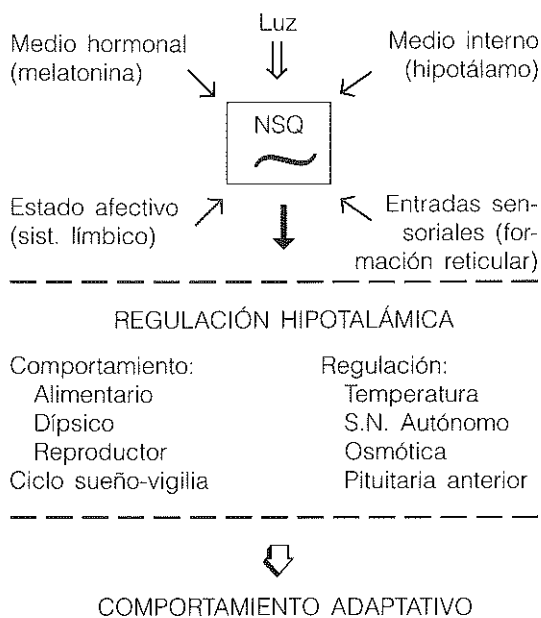 Luz
Medio hormonal
(melatonina)
Medio interno
(hipotálamo)
NSQ
Estado afectivo
(sist. límbico)
Entradas sen-
soriales (for-
mación reticular)
REGULACIÓN HIPOTALÁMICA
Comportamiento:
Alimentario
Dípsico
Reproductor
Ciclo sueño-vigilia
Regulación:
Temperatura
S.N. Autónomo
Osmótica
Pituitaria anterior
COMPORTAMIENTO ADAPTATIVO